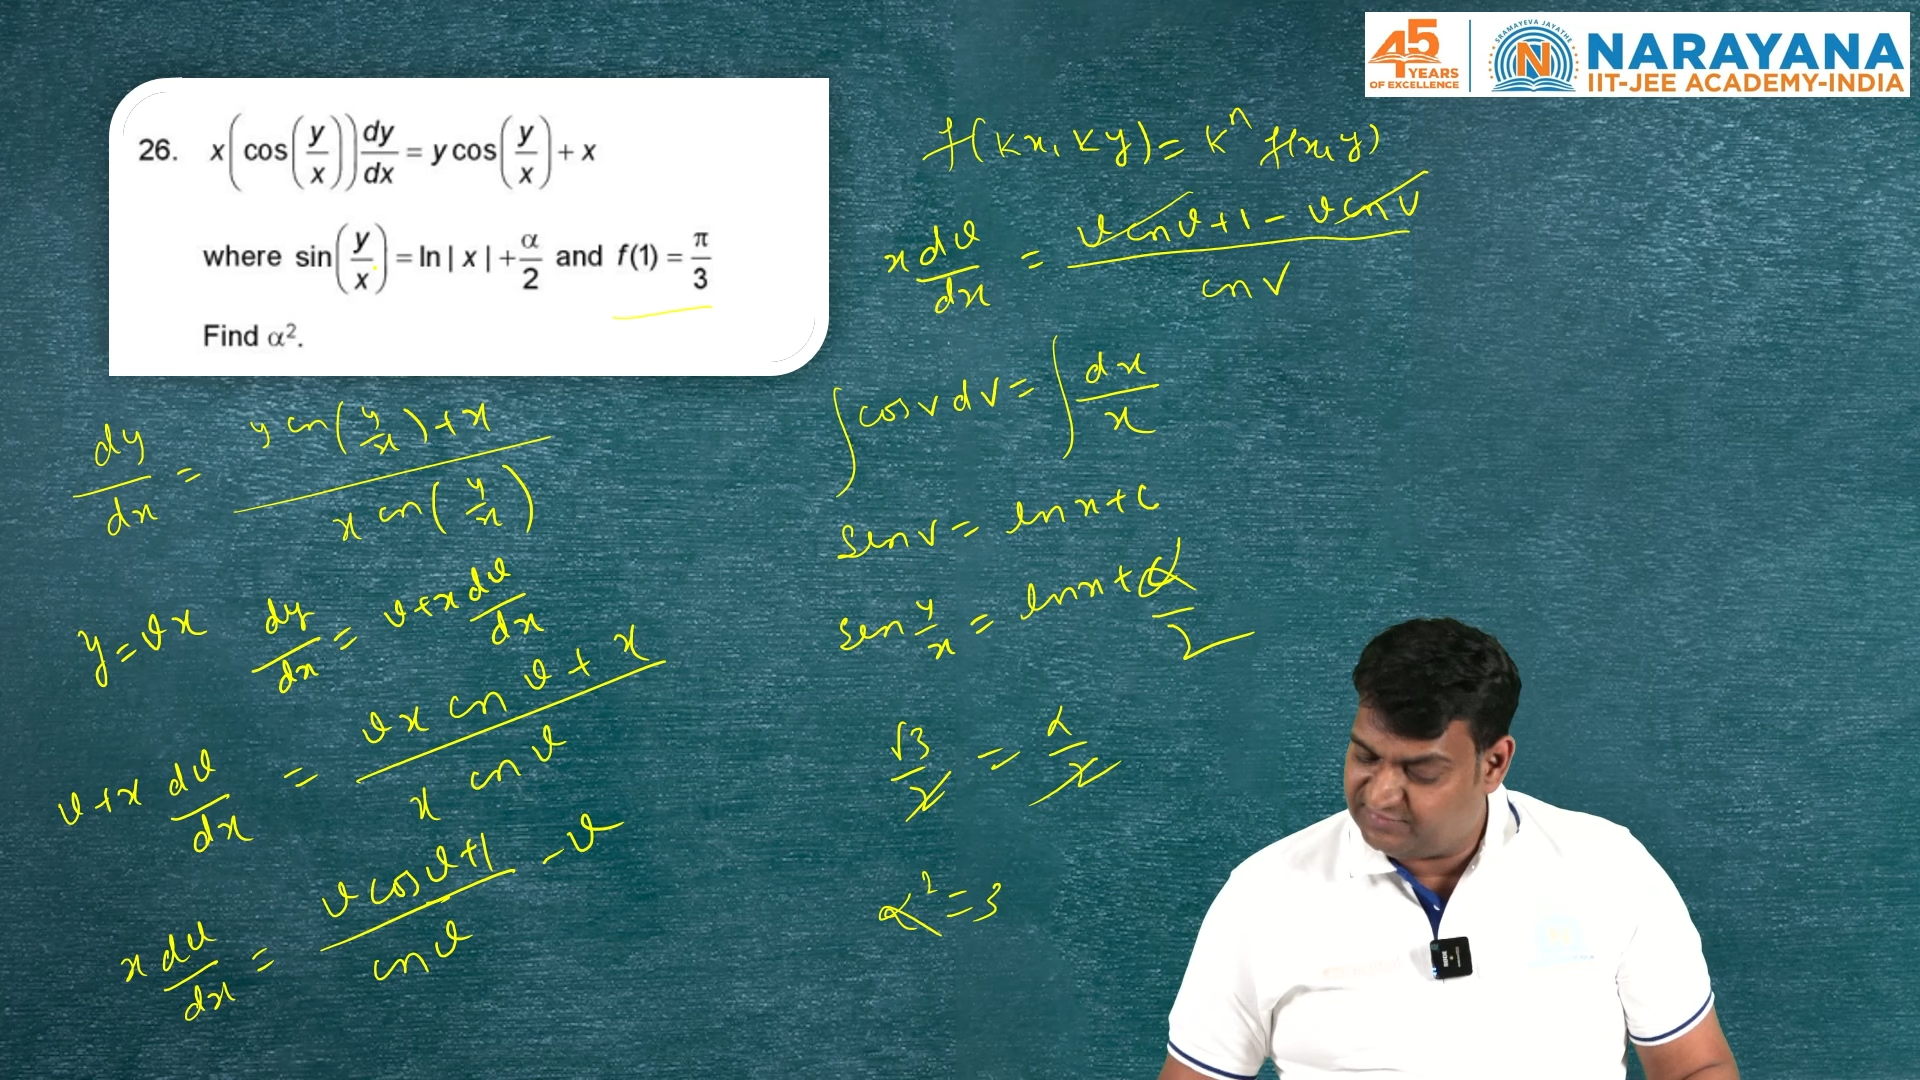 45 YEARS OF EXCELLENCE
SRAMAYEVA JAYATHE
N
NARAYANA
IIT-JEE ACADEMY-INDIA
26. x(cos(y/x)) dy/dx = y cos(y/x) + x
where sin(y/x) = ln | x | + α/2 and f(1) = π/3
Find α².
dy/dx = (y cos(y/x) + x) / (x cos(y/x))
y = vx dy/dx = v + x dv/dx
v + x dv/dx = (vx cos v + x) / (x cos v)
x dv/dx = (v cos v + 1) / cos v - v
f(kx, ky) = k^n f(x, y)
x dv/dx = (v cos v + 1 - v cos v) / cos v
∫ cos v dv = ∫ dx/x
sin v = ln x + c
sin y/x = ln x + α/2
√3/2 = α/2
α² = 3